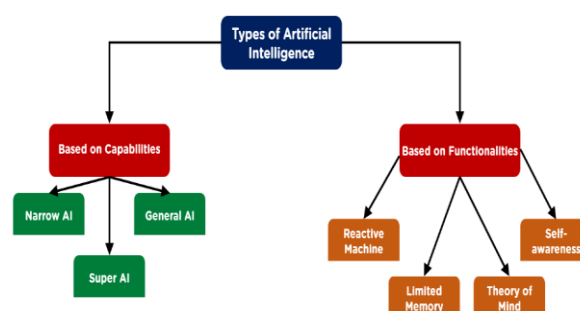 Types of Artificial
Intelligence
Based on Capabilities
Based on Functionalities
Narrow AI
General AI
Super AI
Reactive
Machine
Self-
awareness
Limited
Memory
Theory of
Mind